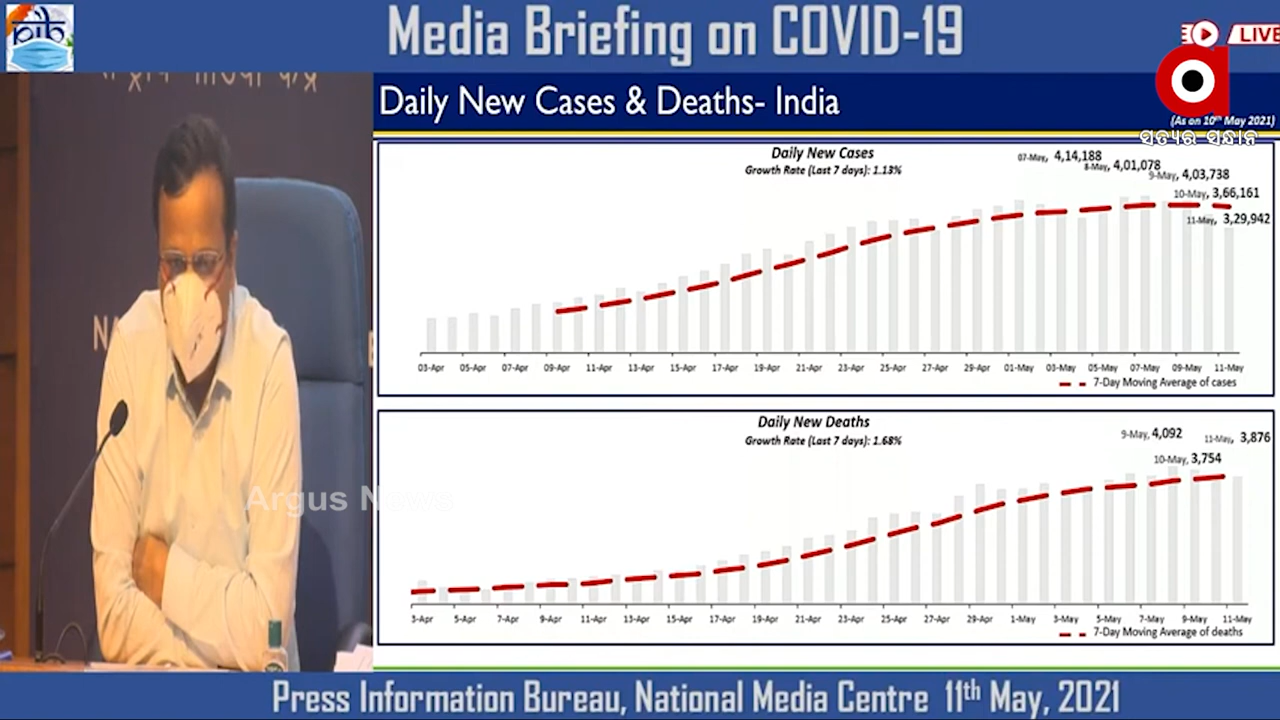 pib
Media Briefing on COVID-19
LIVE
Daily New Cases & Deaths- India
(As on 10th May 2021)
ସତ୍ୟର ସନ୍ଧାନ
Daily New Cases
Growth Rate (Last 7 days): 1.13%
07-May, 4,14,188
8-May, 4,01,078
9-May, 4,03,738
10-May, 3,66,161
11-May, 3,29,942
03-Apr 05-Apr 07-Apr 09-Apr 11-Apr 13-Apr 15-Apr 17-Apr 19-Apr 21-Apr 23-Apr 25-Apr 27-Apr 29-Apr 01-May 03-May 05-May 07-May 09-May 11-May
7-Day Moving Average of cases
Daily New Deaths
Growth Rate (Last 7 days): 1.68%
9-May, 4,092
11-May, 3,876
10-May, 3,754
3-Apr 5-Apr 7-Apr 9-Apr 11-Apr 13-Apr 15-Apr 17-Apr 19-Apr 21-Apr 23-Apr 25-Apr 27-Apr 29-Apr 1-May 3-May 5-May 7-May 9-May 11-May
7-Day Moving Average of deaths
Argus News
Press Information Bureau, National Media Centre 11th May, 2021